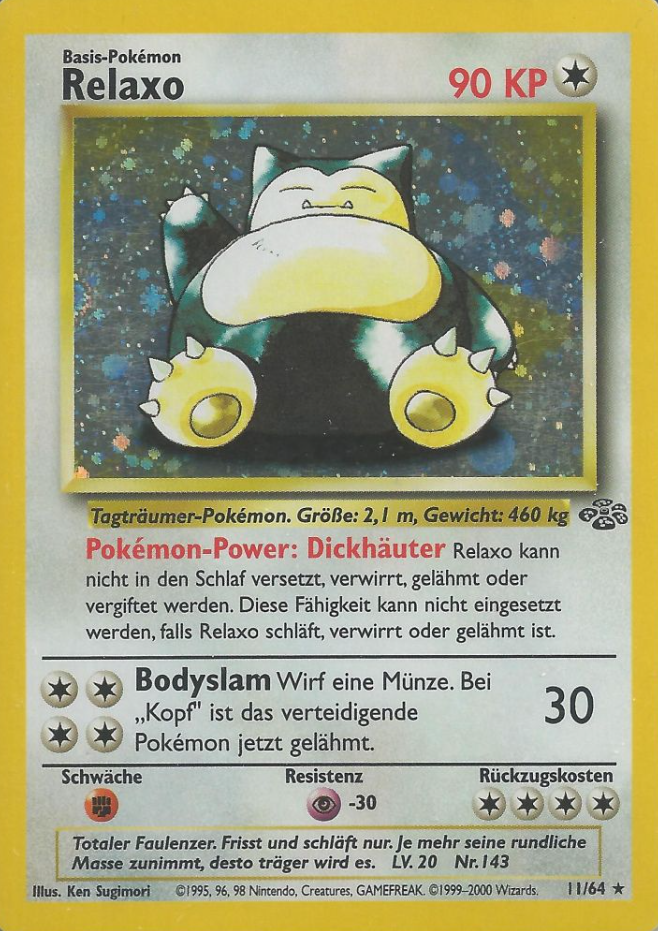 Basis-Pokémon
Relaxo
90 KP
Tagträumer-Pokémon. Größe: 2,1 m, Gewicht: 460 kg
Pokémon-Power: Dickhäuter Relaxo kann
nicht in den Schlaf versetzt, verwirrt, gelähmt oder
vergiftet werden. Diese Fähigkeit kann nicht eingesetzt
werden, falls Relaxo schläft, verwirrt oder gelähmt ist.
Bodyslam Wirf eine Münze. Bei
„Kopf" ist das verteidigende
Pokémon jetzt gelähmt.
30
Schwäche
Resistenz
Rückzugskosten
-30
Totaler Faulenzer. Frisst und schläft nur. Je mehr seine rundliche
Masse zunimmt, desto träger wird es. LV. 20 Nr. 143
Illus. Ken Sugimori ©1995, 96, 98 Nintendo, Creatures, GAMEFREAK. ©1999-2000 Wizards. 11/64 ★